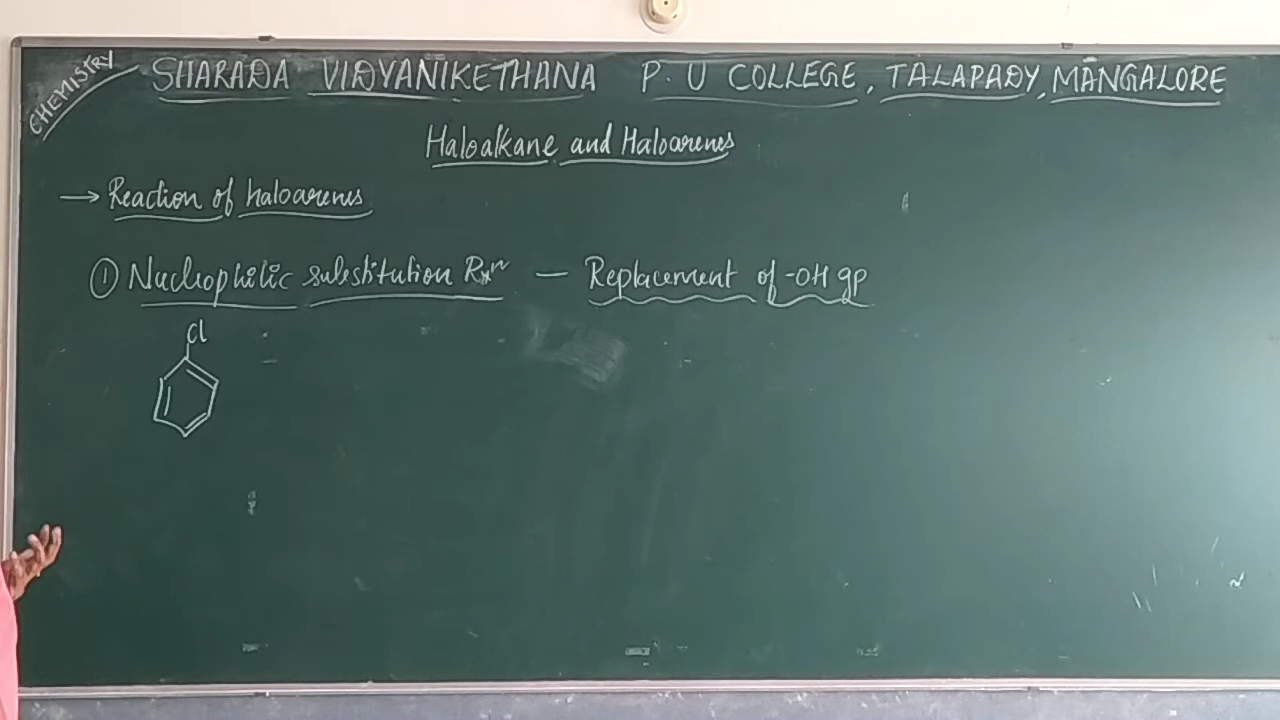 CHEMISTRY
SHARADA VIDYANIKETHANA P. U COLLEGE, TALAPADY, MANGALORE
Haloalkane and Haloarenes
→ Reaction of haloarenes
① Nucleophilic substitution Rxn — Replacement of -OH gp
Cl